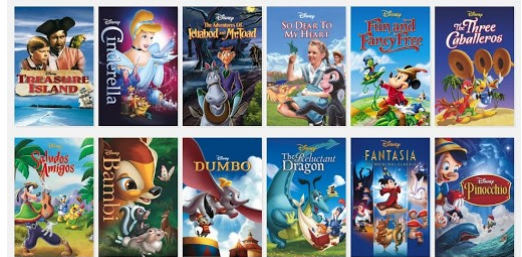 TREASURE ISLAND
Disney
Cinderella
Disney
The Adventures Of
Ichabod and Mr.Toad
Disney
SO DEAR TO
MY HEART
Disney
Fun and
Fancy Free
Disney
The Three
Caballeros
Disney
Saludos
Amigos
Disney
Bambi
Disney
DUMBO
Disney
The Reluctant
Dragon
Disney
FANTASIA
Disney
Pinocchio